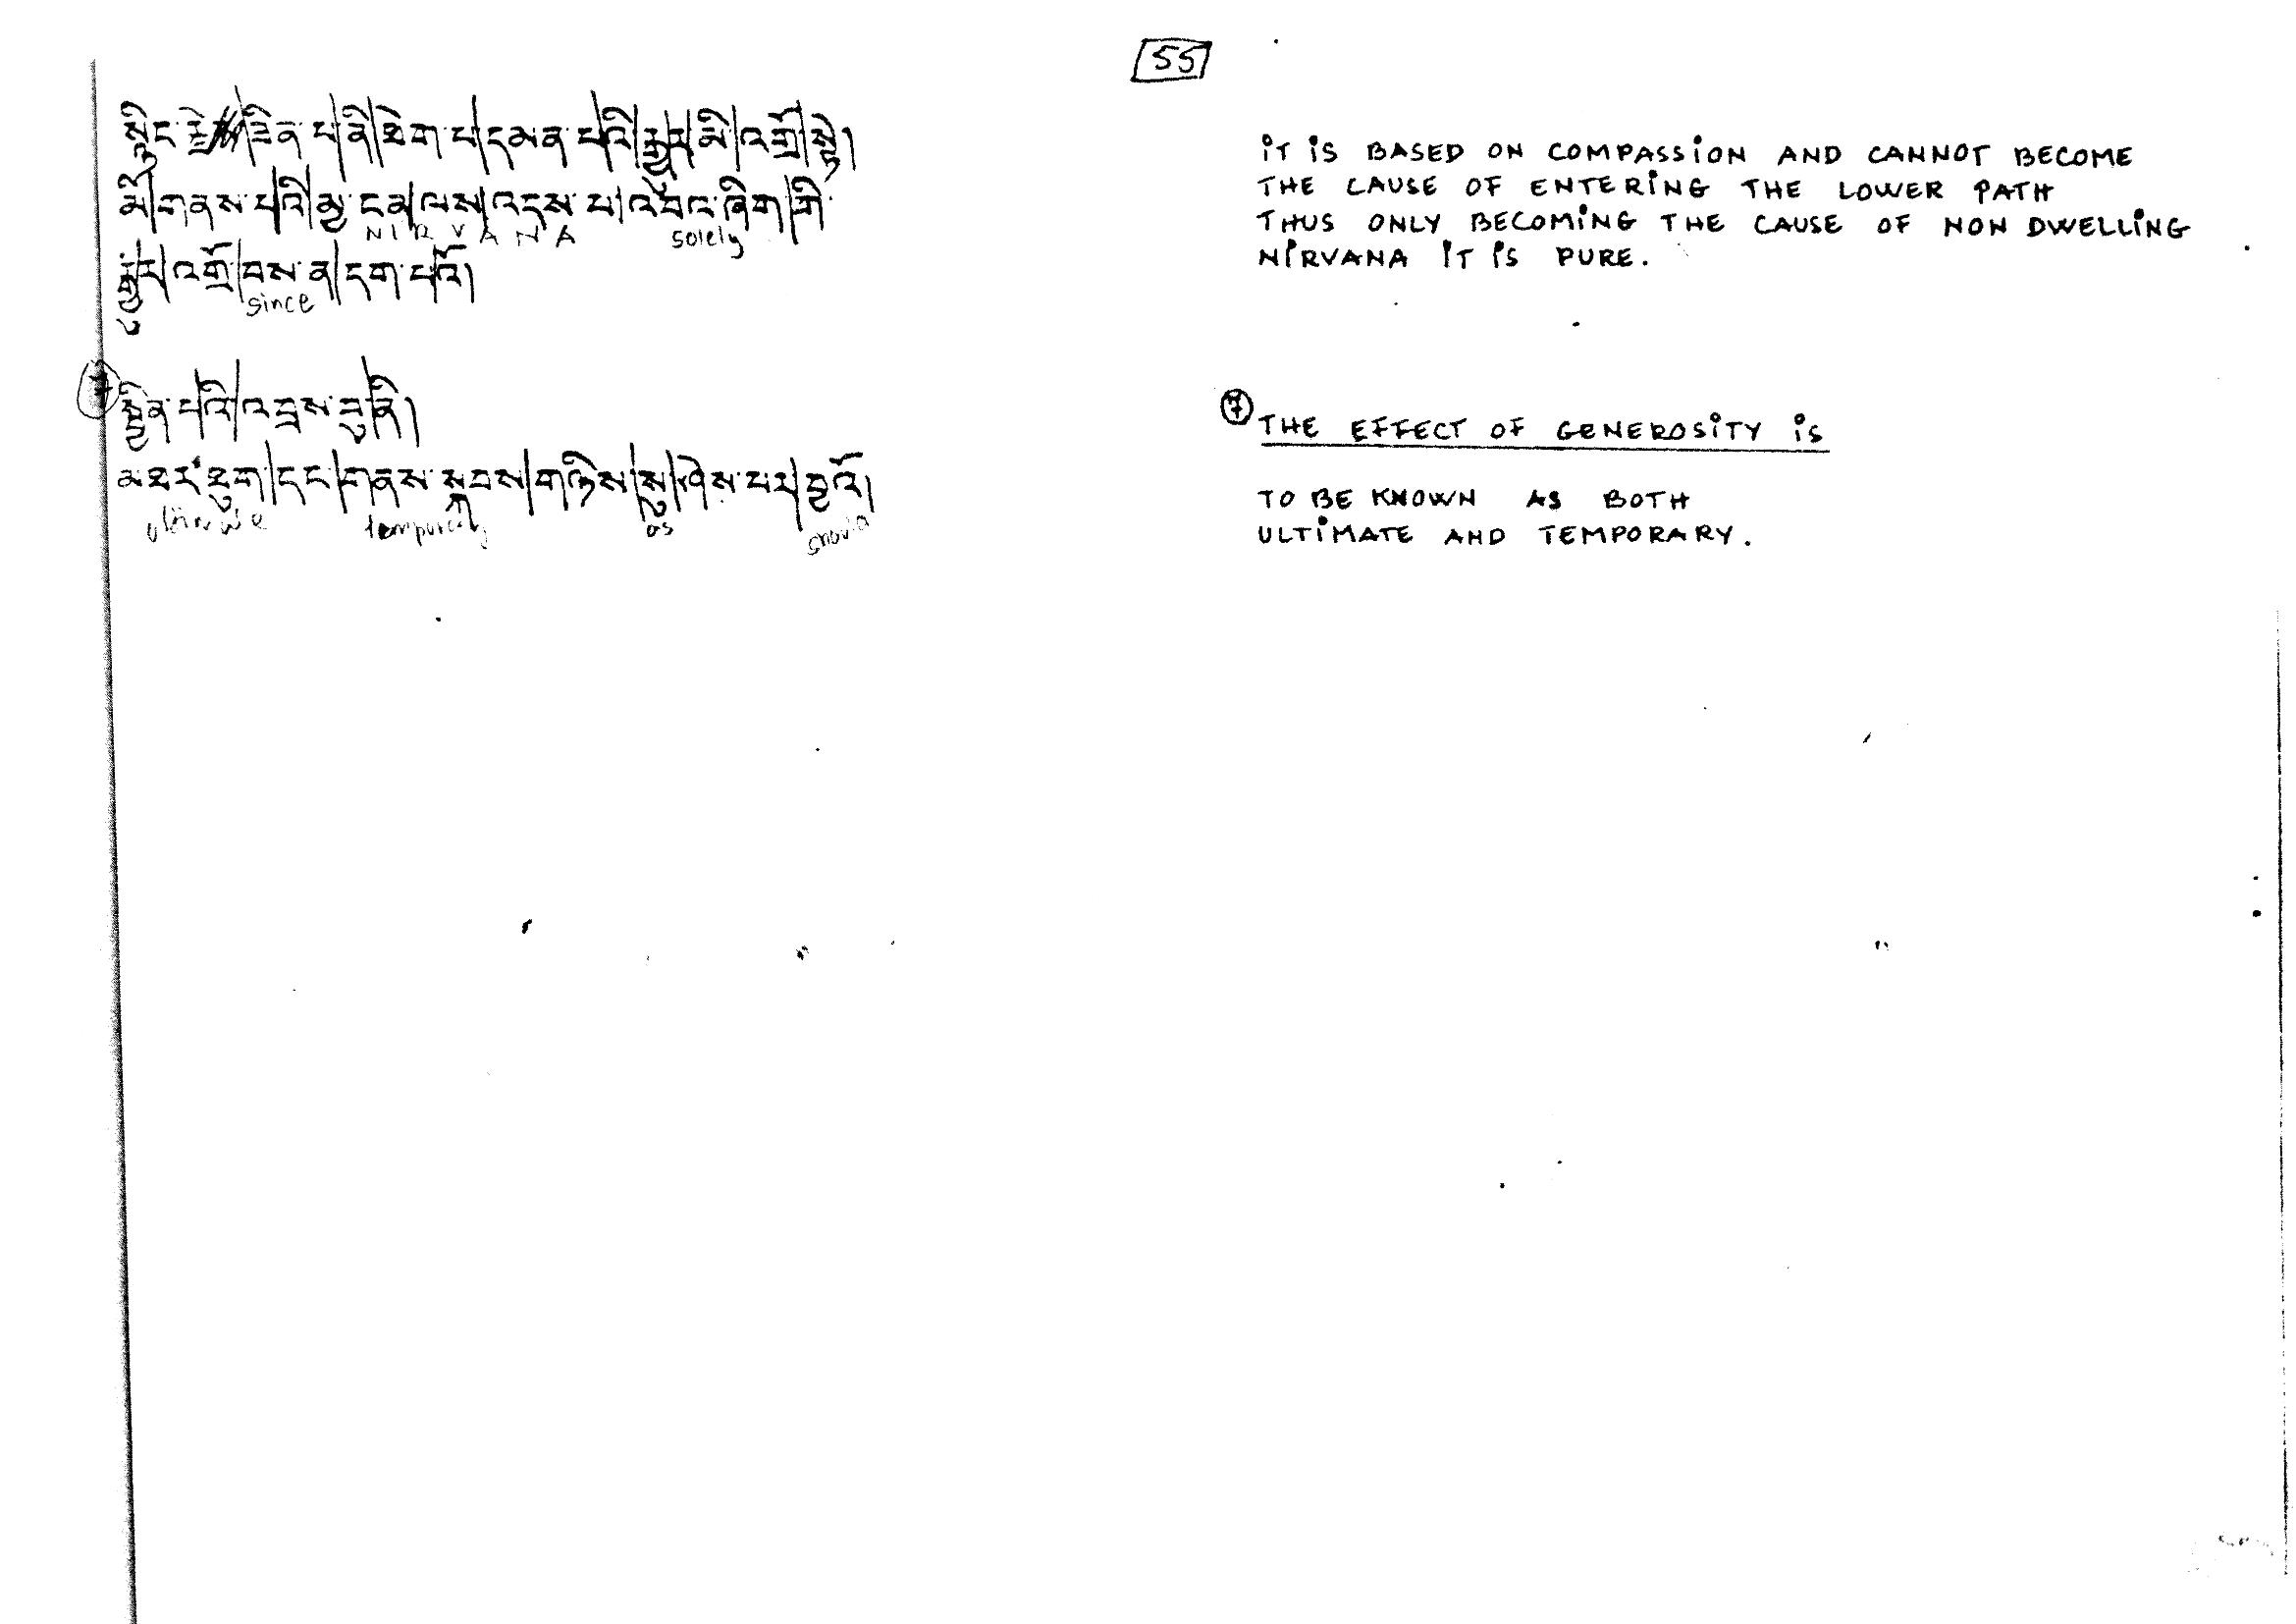 55
སྙིང་རྗེ ཟིན་པ་ནི་ཐེག་པ་དམན་པའི་རྒྱུར་མི་འགྲོ་སྟེ།
མི་གནས་པའི་མྱ་ངན་ལས་འདས་པ་འབའ་ཞིག་གི་
NIRVANA solely
རྒྱུར་འགྲོ་བས་ན་དག་པའོ།
since
7
སྦྱིན་པའི་འབྲས་བུ་ནི།
མཐར་ཐུག་དང་གནས་སྐབས་གཉིས་སུ་ཤེས་པར་བྱའོ།
ultimate temporary as should
IT IS BASED ON COMPASSION AND CANNOT BECOME
THE CAUSE OF ENTERING THE LOWER PATH
THUS ONLY BECOMING THE CAUSE OF NON DWELLING
NIRVANA IT IS PURE.
7 THE EFFECT OF GENEROSITY IS
TO BE KNOWN AS BOTH
ULTIMATE AND TEMPORARY.